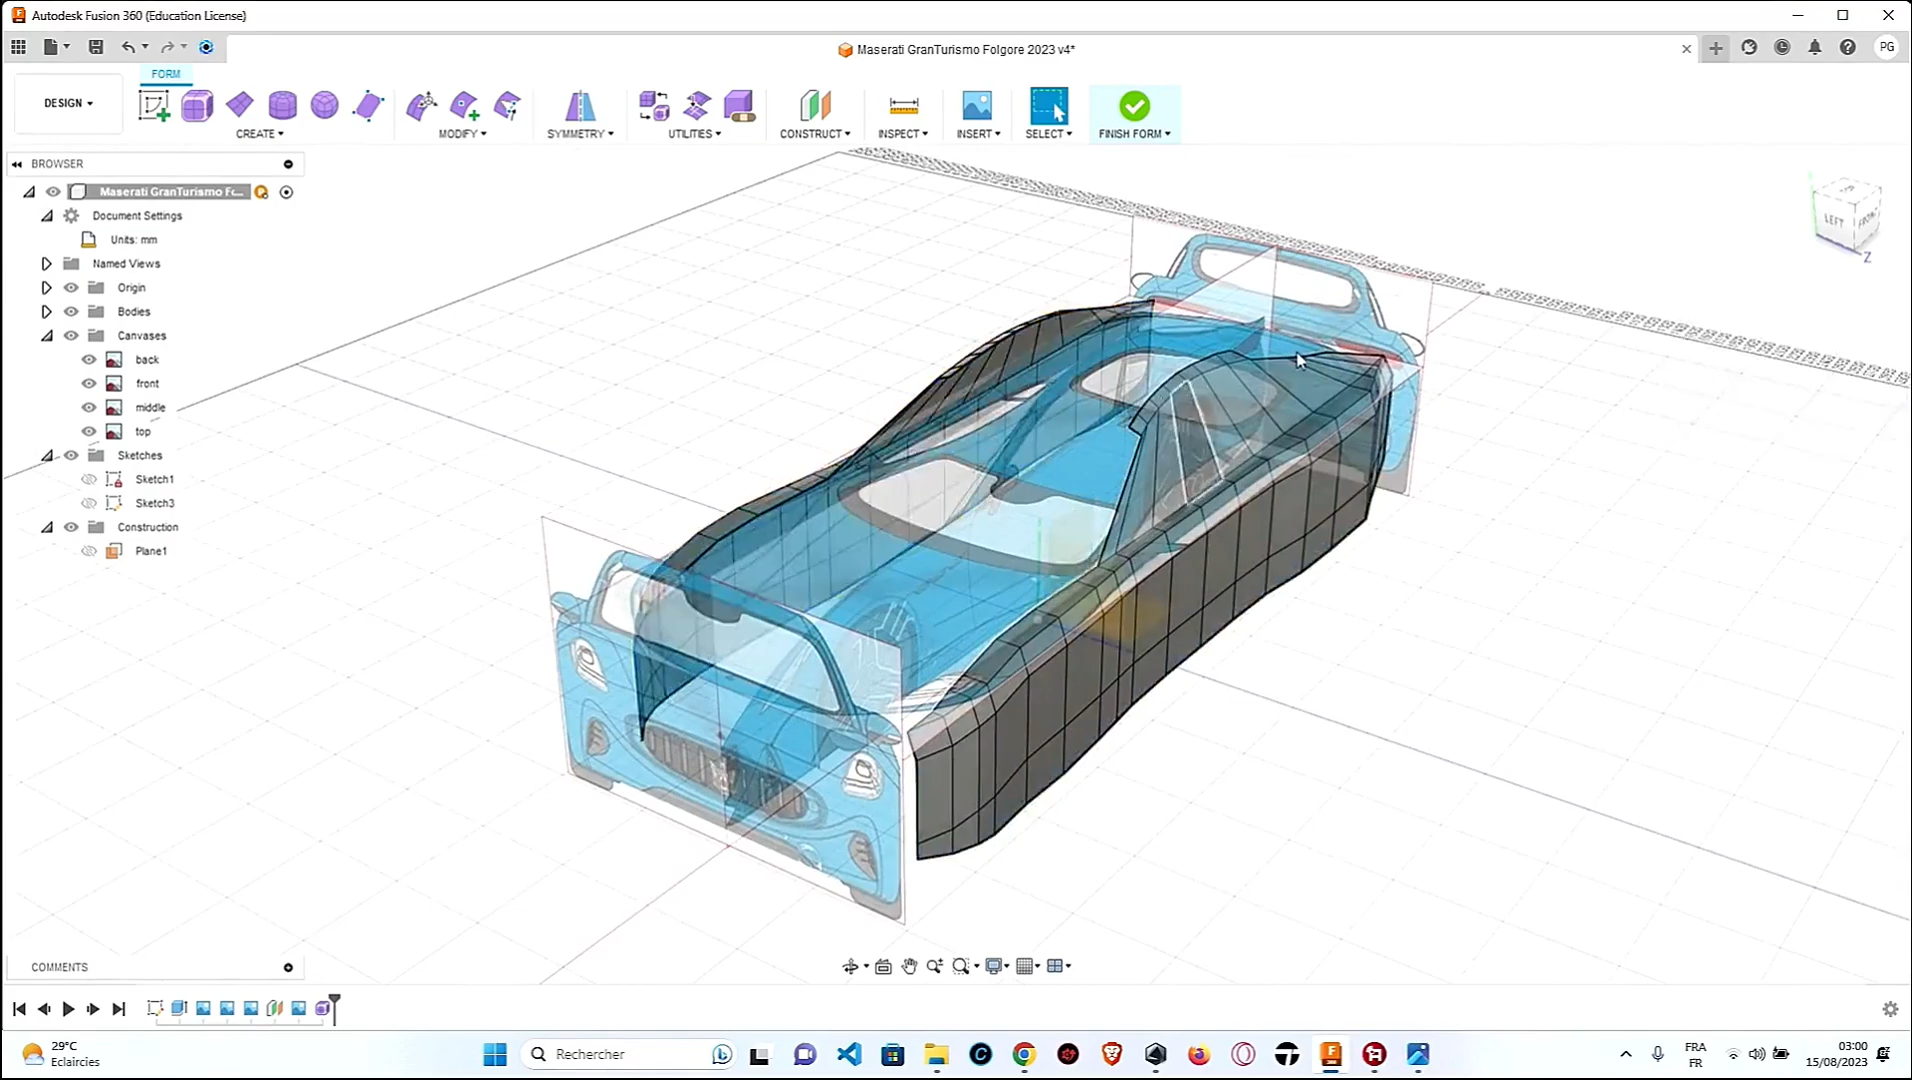 Autodesk Fusion 360 (Education License)
Maserati GranTurismo Folgore 2023 v4*
PG
FORM
DESIGN
CREATE
MODIFY
SYMMETRY
UTILITIES
CONSTRUCT
INSPECT
INSERT
SELECT
FINISH FORM
BROWSER
Maserati GranTurismo Fc...
Document Settings
Units: mm
Named Views
Origin
Bodies
Canvases
back
front
middle
top
Sketches
Sketch1
Sketch3
Construction
Plane1
LEFT
FRONT
Z
COMMENTS
29°C
Eclaircies
Rechercher
FRA
FR
03:00
15/08/2023